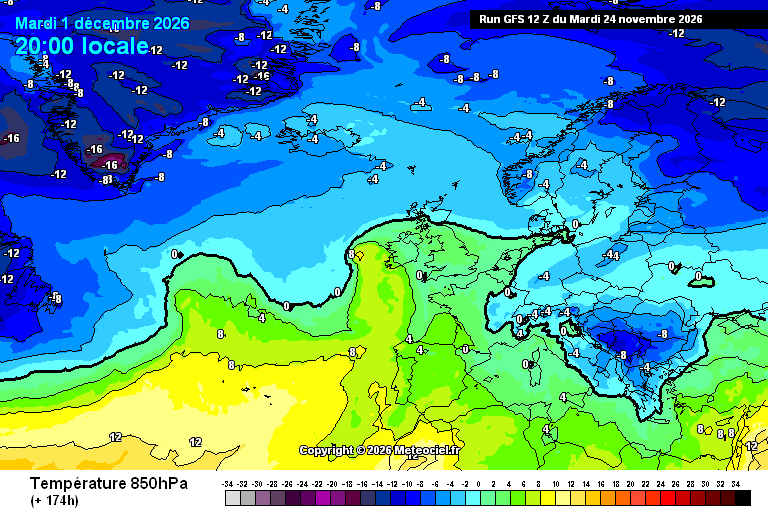 Mardi 1 décembre 2026
20:00 locale
Run GFS 12 Z du Mardi 24 novembre 2026
Copyright © 2026 Meteociel.fr
Température 850hPa
(+ 174h)
-34 -32 -30 -28 -26 -24 -22 -20 -18 -16 -14 -12 -10 -8 -6 -4 -2 0 2 4 6 8 10 12 14 16 18 20 22 24 26 28 30 32 34